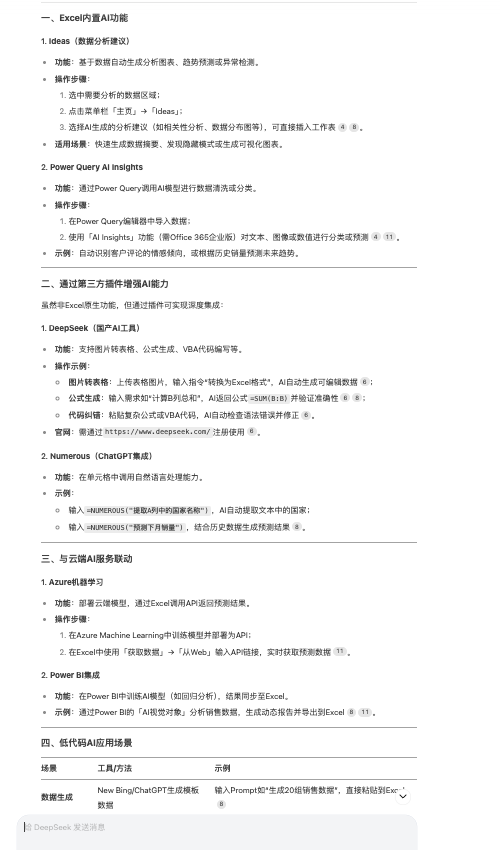 一、Excel内置AI功能
1. Ideas（数据分析建议）
功能：基于数据自动生成分析图表、趋势预测或异常检测。
操作步骤：
1. 选中需要分析的数据区域；
2. 点击菜单栏「主页」→「Ideas」；
3. 选择AI生成的分析建议（如相关性分析、数据分布图等），可直接插入工作表 4 8 。
适用场景：快速生成数据摘要、发现隐藏模式或生成可视化图表。
2. Power Query AI Insights
功能：通过Power Query调用AI模型进行数据清洗或分类。
操作步骤：
1. 在Power Query编辑器中导入数据；
2. 使用「AI Insights」功能（需Office 365企业版）对文本、图像或数值进行分类或预测 4 11 。
示例：自动识别客户评论的情感倾向，或根据历史销量预测未来趋势。
二、通过第三方插件增强AI能力
虽然非Excel原生功能，但通过插件可实现深度集成：
1. DeepSeek（国产AI工具）
功能：支持图片转表格、公式生成、VBA代码编写等。
操作示例：
图片转表格：上传表格图片，输入指令“转换为Excel格式”，AI自动生成可编辑数据 6 ；
公式生成：输入需求如“计算B列总和”，AI返回公式 =SUM(B:B) 并验证准确性 6 8 ；
代码纠错：粘贴复杂公式或VBA代码，AI自动检查语法错误并修正 6 。
官网：需通过 https://www.deepseek.com/ 注册使用 6 。
2. Numerous（ChatGPT集成）
功能：在单元格中调用自然语言处理能力。
示例：
输入 =NUMEROUS("提取A列中的国家名称") ，AI自动提取文本中的国家；
输入 =NUMEROUS("预测下月销量") ，结合历史数据生成预测结果 8 。
三、与云端AI服务联动
1. Azure机器学习
功能：部署云端模型，通过Excel调用API返回预测结果。
操作步骤：
1. 在Azure Machine Learning中训练模型并部署为API；
2. 在Excel中使用「获取数据」→「从Web」输入API链接，实时获取预测数据 11 。
2. Power BI集成
功能：在Power BI中训练AI模型（如回归分析），结果同步至Excel。
示例：通过Power BI的「AI视觉对象」分析销售数据，生成动态报告并导出到Excel 8 11 。
四、低代码AI应用场景
场景 工具/方法 示例
数据生成 New Bing/ChatGPT生成模板数据 输入Prompt如“生成20组销售数据”，直接粘贴到Exc
8
给 DeepSeek 发送消息